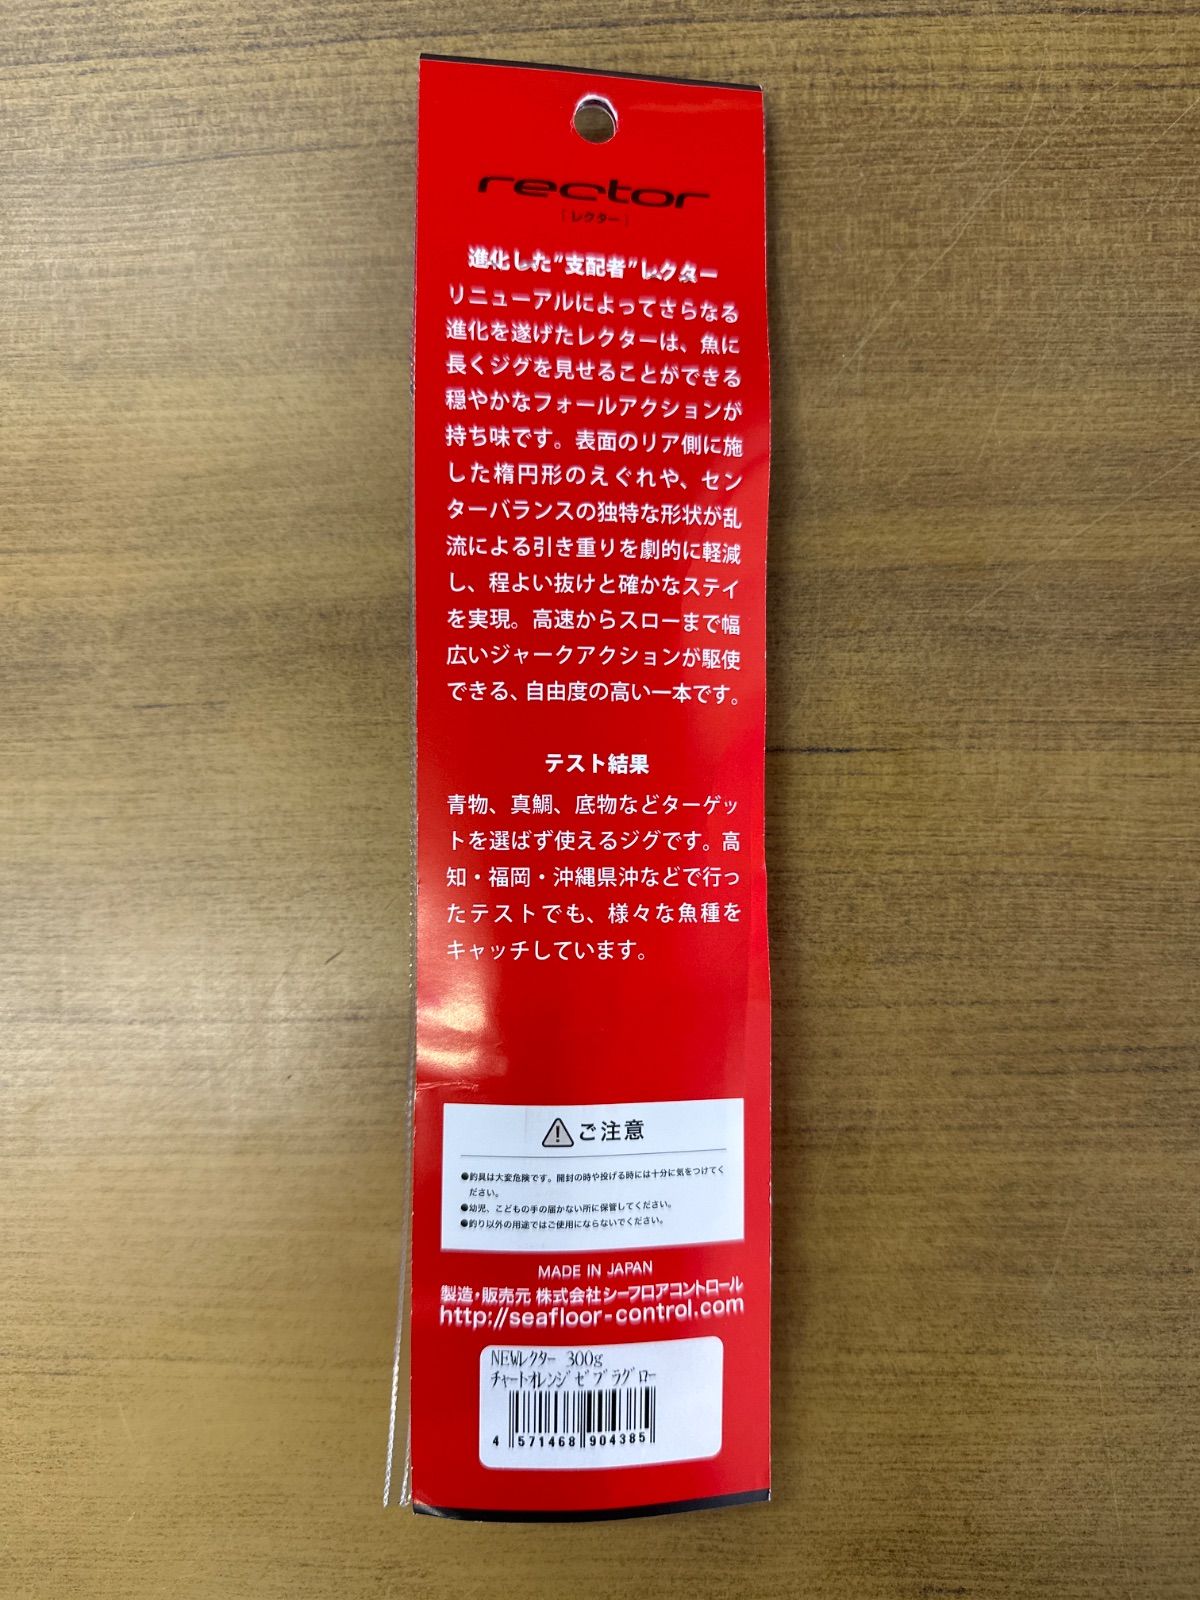 rector
［レクター］
進化した"支配者"レクター
リニューアルによってさらなる
進化を遂げたレクターは、魚に
長くジグを見せることができる
穏やかなフォールアクションが
持ち味です。表面のリア側に施
した楕円形のえぐれや、セン
ターバランスの独特な形状が乱
流による引き重りを劇的に軽減
し、程よい抜けと確かなステイ
を実現。高速からスローまで幅
広いジャークアクションが駆使
できる、自由度の高い一本です。
テスト結果
青物、真鯛、底物などターゲッ
トを選ばず使えるジグです。高
知・福岡・沖縄県沖などで行っ
たテストでも、様々な魚種を
キャッチしています。
ご注意
●釣具は大変危険です。開封の時や投げる時には十分に気をつけてく
ださい。
●幼児、こどもの手の届かない所に保管してください。
●釣り以外の用途ではご使用にならないでください。
MADE IN JAPAN
製造・販売元 株式会社シーフロアコントロール
http://seafloor-control.com
NEWレクター 300g
チャートオレンジゼブラグロー
4 571468 904385